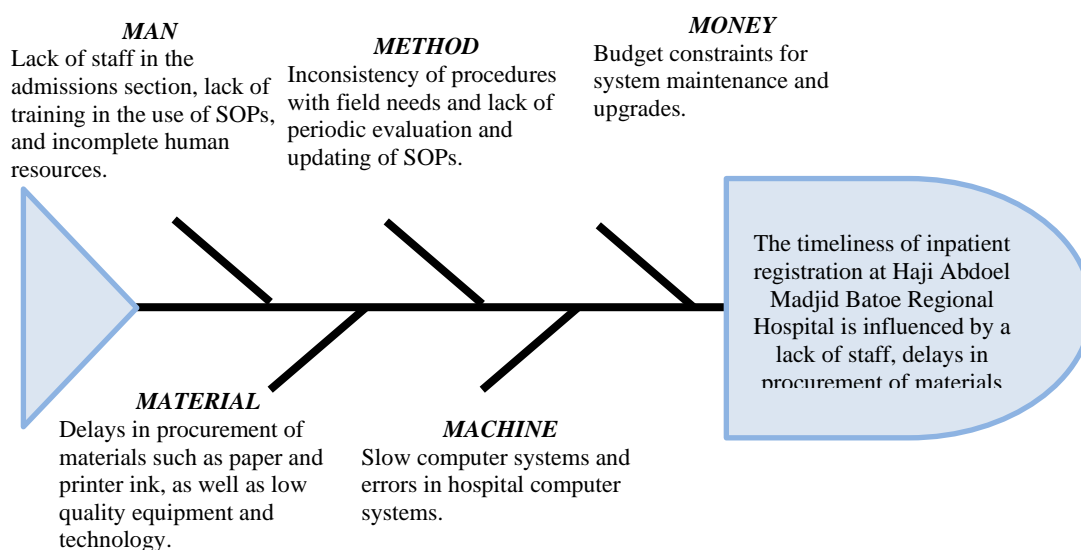 MAN
Lack of staff in the
admissions section, lack of
training in the use of SOPs,
and incomplete human
resources.
METHOD
Inconsistency of procedures
with field needs and lack of
periodic evaluation and
updating of SOPs.
MONEY
Budget constraints for
system maintenance and
upgrades.
The timeliness of inpatient
registration at Haji Abdoel
Madjid Batoe Regional
Hospital is influenced by a
lack of staff, delays in
procurement of materials
MATERIAL
Delays in procurement of
materials such as paper and
printer ink, as well as low
quality equipment and
technology.
MACHINE
Slow computer systems and
errors in hospital computer
systems.